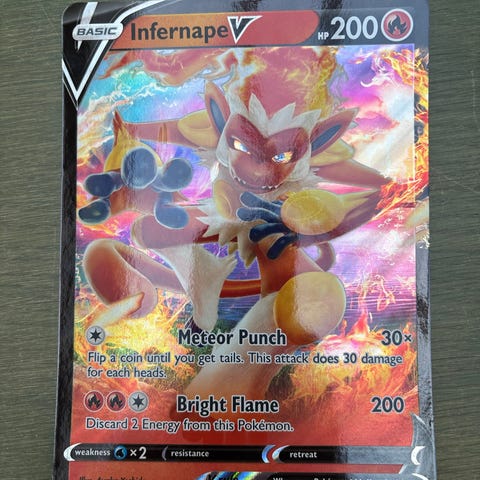 BASIC Infernape V HP 200
Meteor Punch 30×
Flip a coin until you get tails. This attack does 30 damage
for each heads.
Bright Flame 200
Discard 2 Energy from this Pokémon.
weakness ×2 resistance retreat